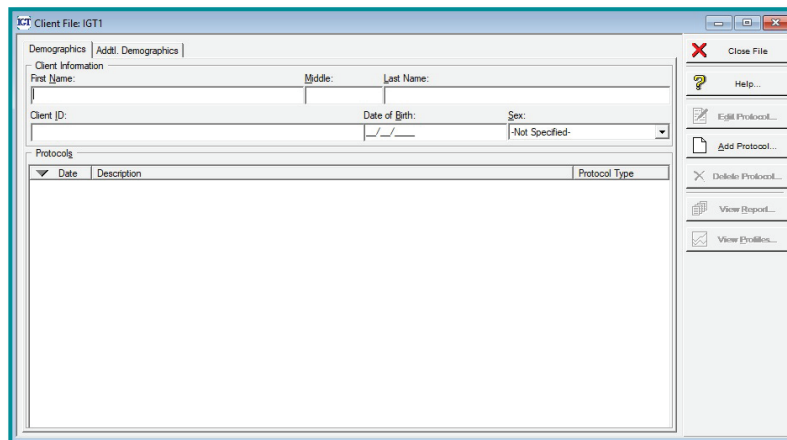 IGT Client File: IGT1
Demographics Addtl. Demographics
Client Information
First Name: Middle: Last Name:
Client ID: Date of Birth: Sex:
__/__/____ -Not Specified-
Protocols
Date Description Protocol Type
Close File
? Help...
Edit Protocol...
Add Protocol...
Delete Protocol...
View Report...
View Profiles...